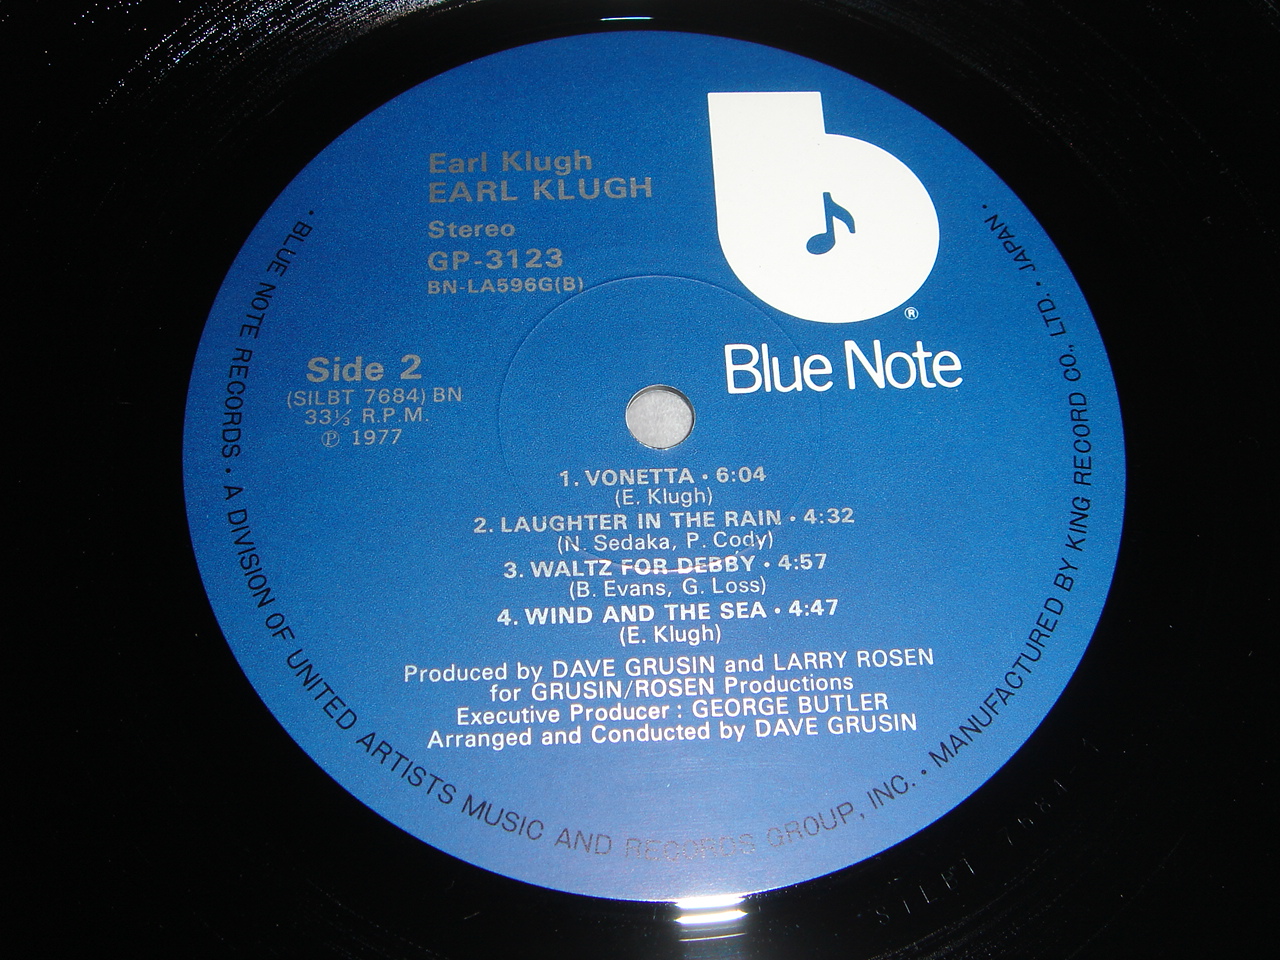 Earl Klugh
EARL KLUGH
Stereo
GP-3123
BN-LA596G(B)
®
Blue Note
Side 2
(SILBT 7684) BN
33⅓ R.P.M.
℗ 1977
1. VONETTA • 6:04
(E. Klugh)
2. LAUGHTER IN THE RAIN • 4:32
(N. Sedaka, P. Cody)
3. WALTZ FOR DEBBY • 4:57
(B. Evans, G. Loss)
4. WIND AND THE SEA • 4:47
(E. Klugh)
Produced by DAVE GRUSIN and LARRY ROSEN
for GRUSIN/ROSEN Productions
Executive Producer : GEORGE BUTLER
Arranged and Conducted by DAVE GRUSIN
• BLUE NOTE RECORDS • A DIVISION OF UNITED ARTISTS MUSIC AND RECORDS GROUP, INC. • MANUFACTURED BY KING RECORD CO., LTD. • JAPAN •